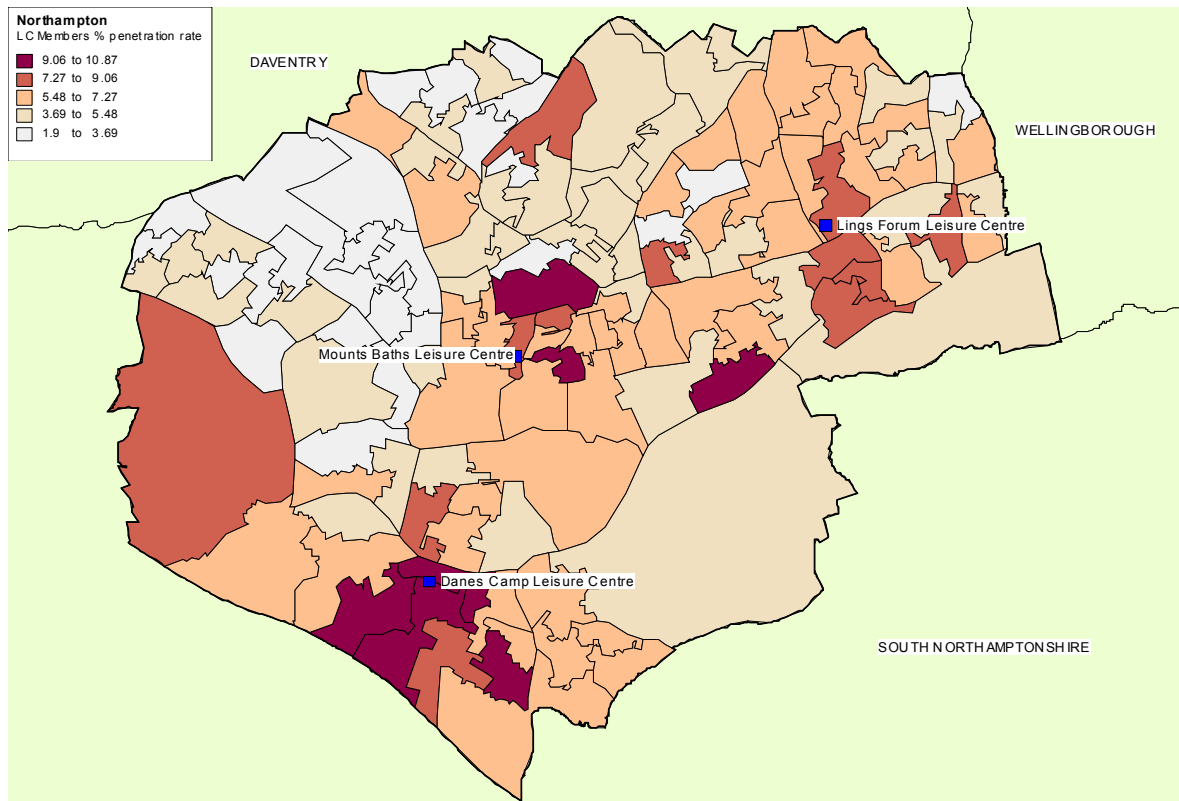 Northampton
LC Members % penetration rate
9.06 to 10.87
7.27 to 9.06
5.48 to 7.27
3.69 to 5.48
1.9 to 3.69
DAVENTRY
WELLINGBOROUGH
Lings Forum Leisure Centre
Mounts Baths Leisure Centre
Danes Camp Leisure Centre
SOUTH NORTHAMPTONSHIRE